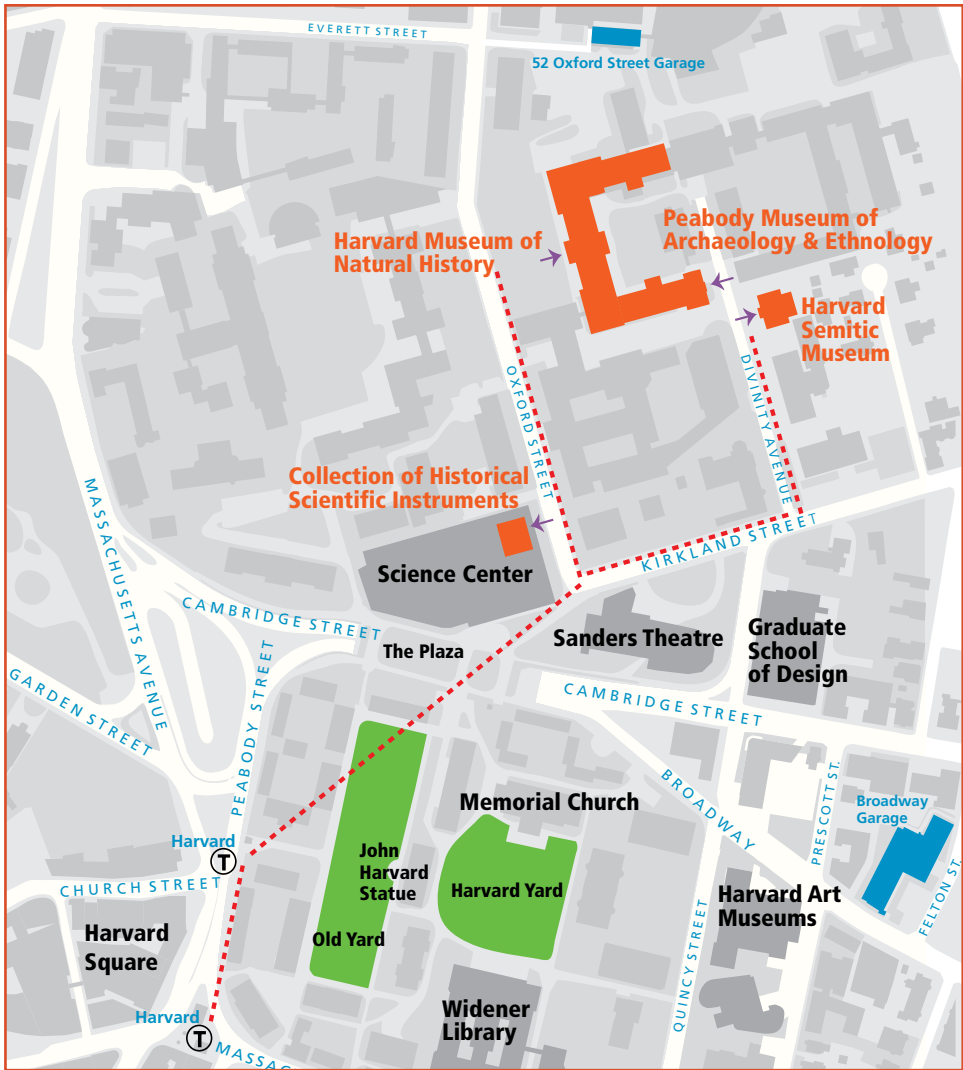 EVERETT STREET
52 Oxford Street Garage
Peabody Museum of
Archaeology & Ethnology
Harvard Museum of
Natural History
Harvard
Semitic
Museum
OXFORD STREET
DIVINITY AVENUE
Collection of Historical
Scientific Instruments
MASSACHUSETTS AVENUE
KIRKLAND STREET
Science Center
CAMBRIDGE STREET
Sanders Theatre
Graduate
School
of Design
The Plaza
GARDEN STREET
PEABODY STREET
CAMBRIDGE STREET
BROADWAY
PRESCOTT ST.
Memorial Church
Broadway
Garage
Harvard
T
John
Harvard
Statue
CHURCH STREET
Harvard Yard
Harvard Art
Museums
FELTON ST.
Harvard
Square
Old Yard
QUINCY STREET
Widener
Library
Harvard
T
MASSAC